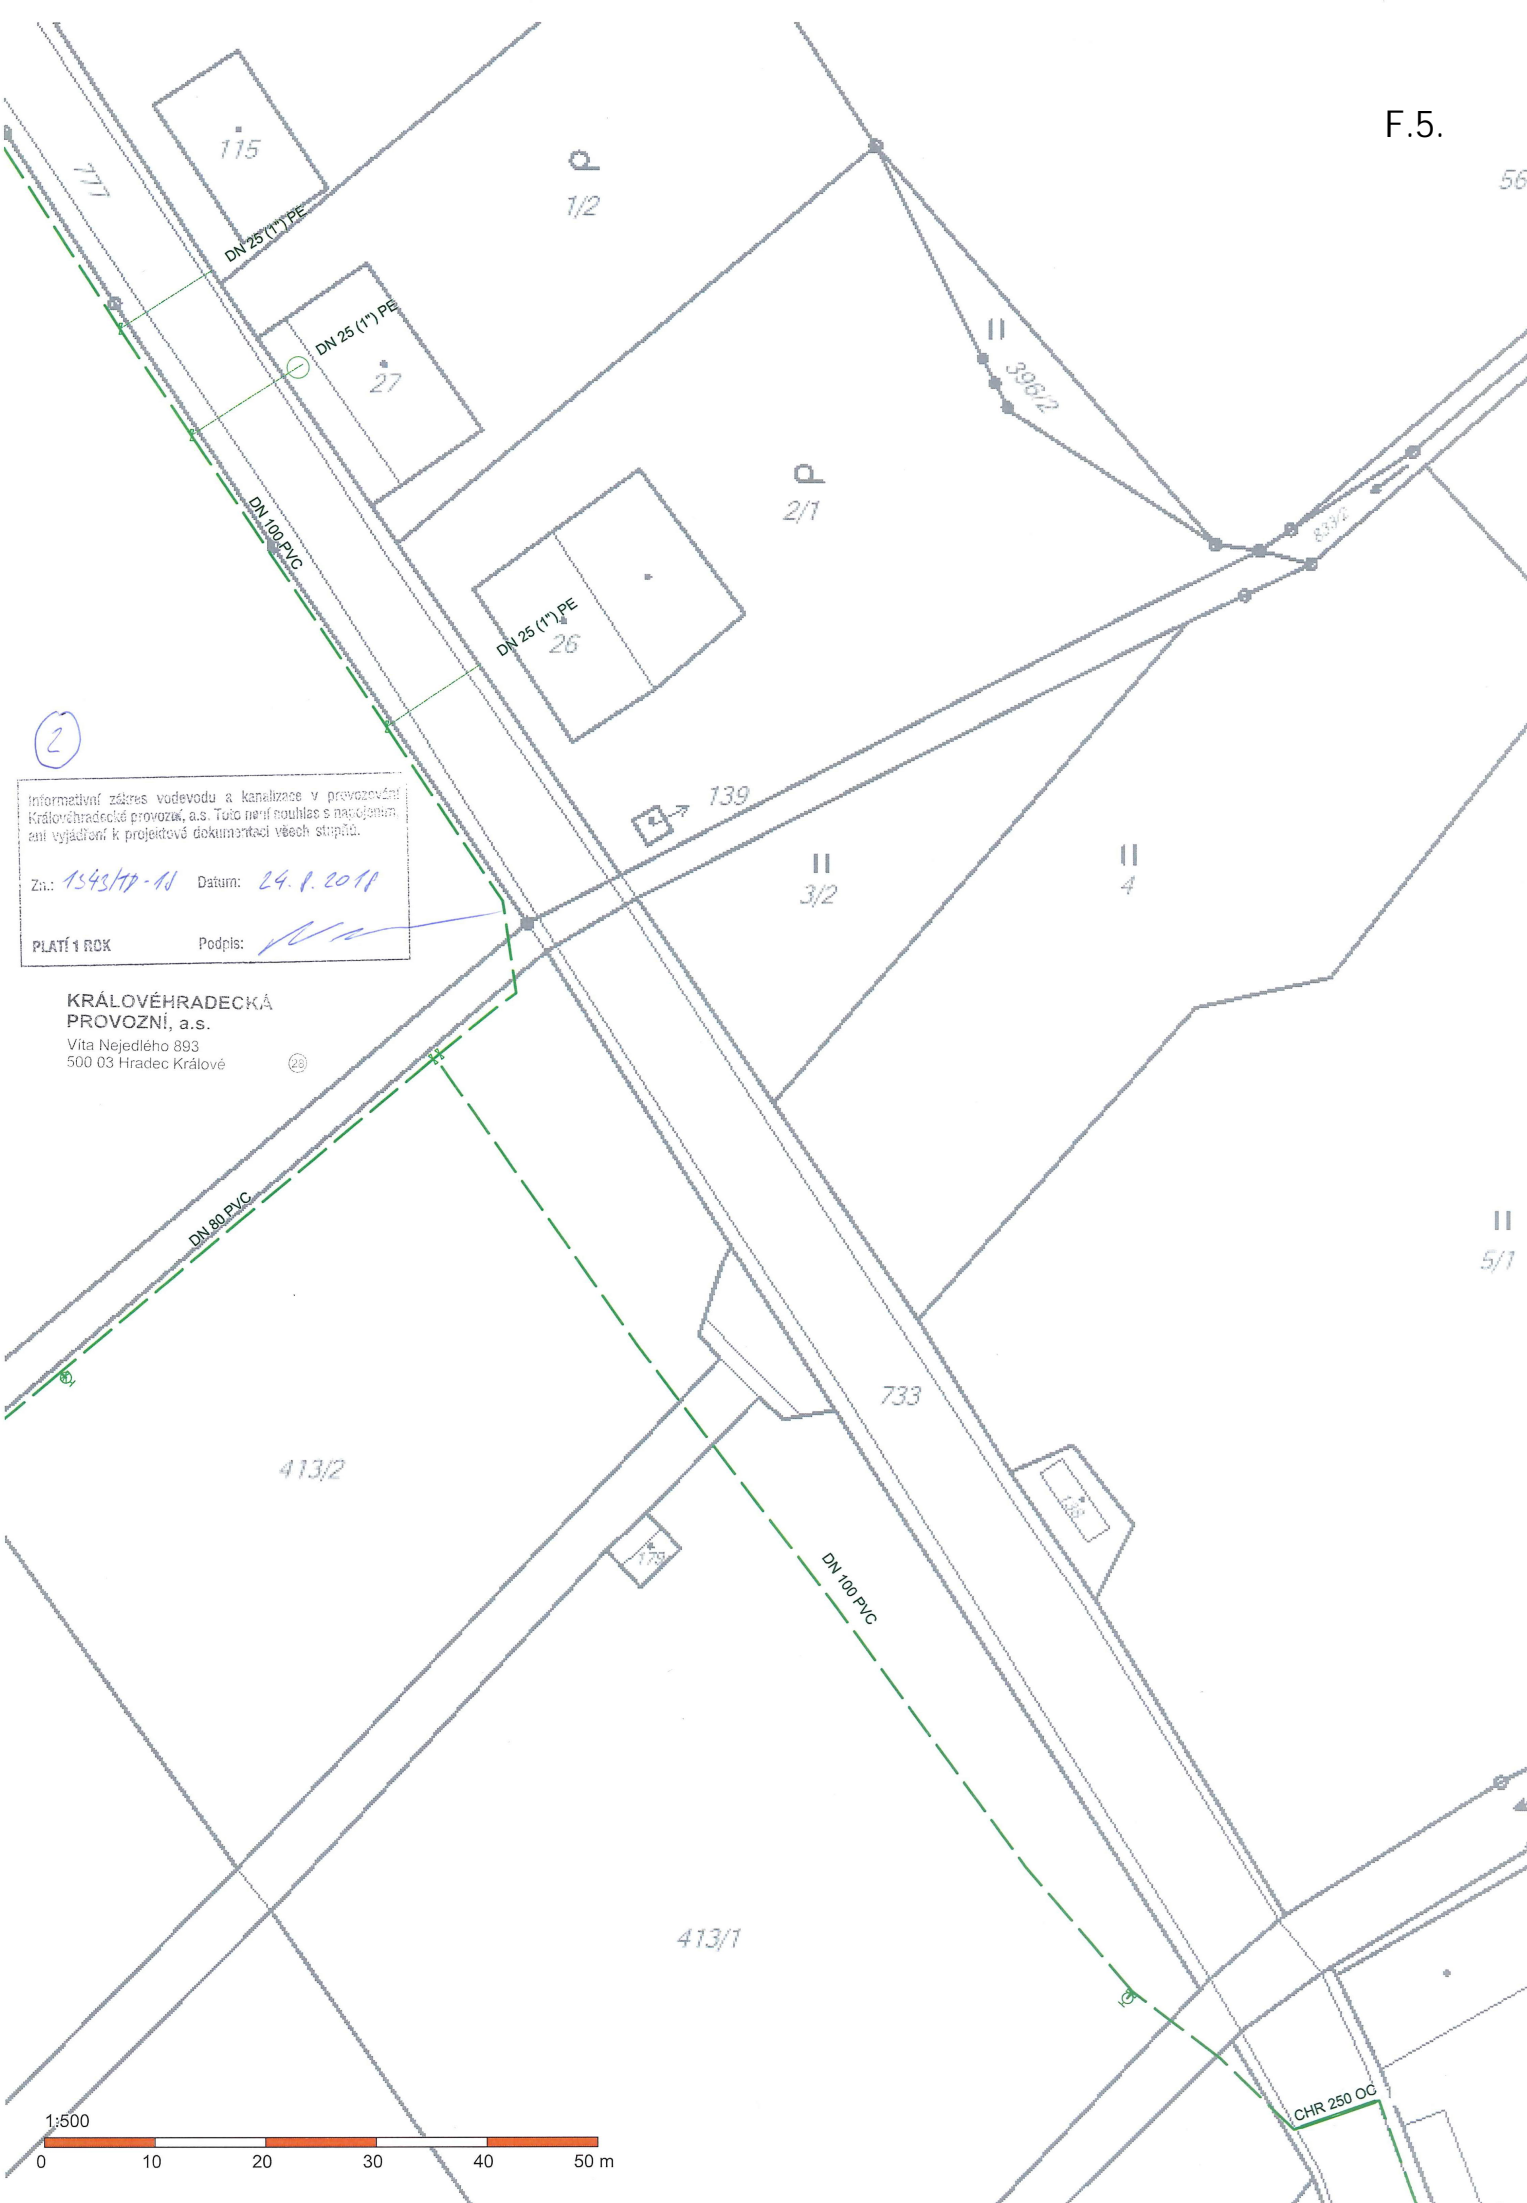 F.5.
115
777
1/2
56
DN 25 (1") PE
DN 25 (1") PE
27
396/2
2/1
833/2
DN 100 PVC
DN 25 (1") PE
26
2
139
Informativní zákres vodovodu a kanalizace v provozování
Královéhradecká provozní, a.s. Toto není souhlas s napojením,
ani vyjádření k projektové dokumentaci všech stupňů.
Zn.: Datum: 24. 8. 2018
PLATÍ 1 ROK Podpis:
3/2
4
KRÁLOVÉHRADECKÁ
PROVOZNÍ, a.s.
Víta Nejedlého 893
500 03 Hradec Králové
28
DN 80 PVC
5/1
733
413/2
138
179
DN 100 PVC
413/1
CHR 250 OC
1:500
0 10 20 30 40 50 m